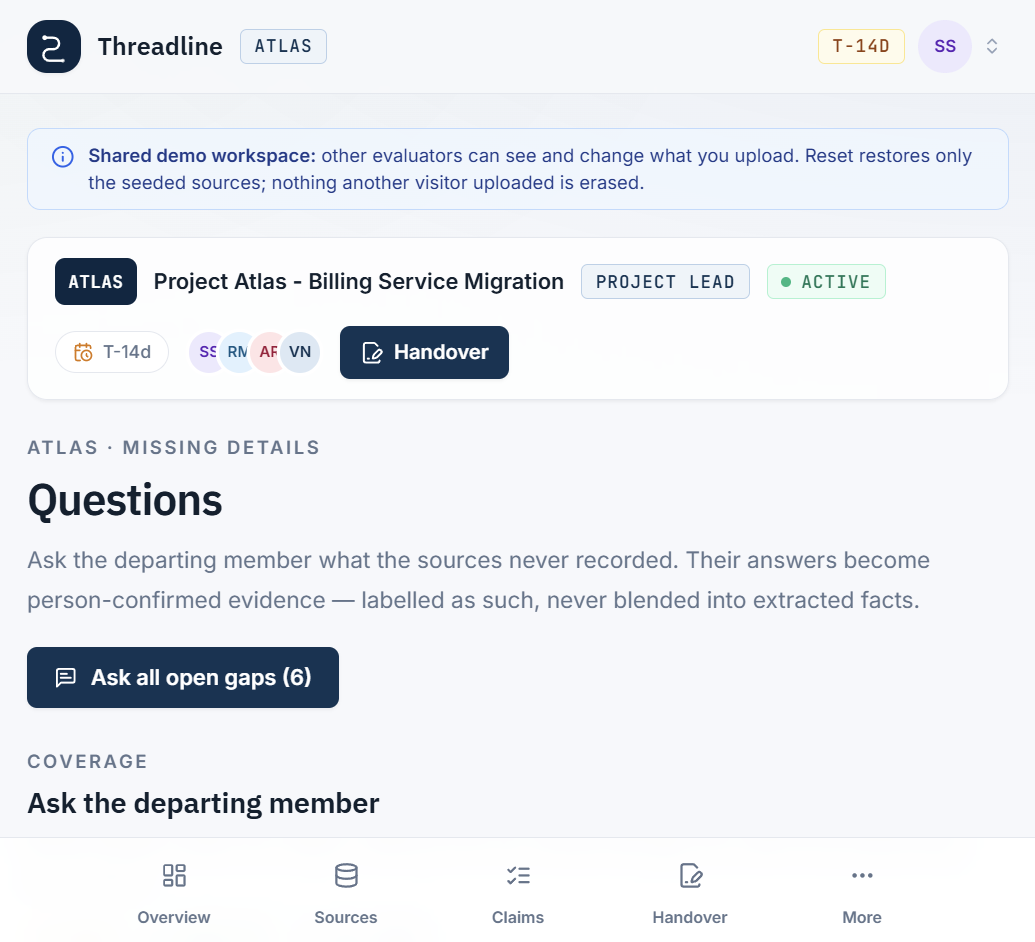 Threadline
ATLAS
T-14D
SS
Shared demo workspace: other evaluators can see and change what you upload. Reset restores only
the seeded sources; nothing another visitor uploaded is erased.
ATLAS
Project Atlas - Billing Service Migration
PROJECT LEAD
ACTIVE
T-14d
SS
RM
AR
VN
Handover
ATLAS · MISSING DETAILS
Questions
Ask the departing member what the sources never recorded. Their answers become
person-confirmed evidence — labelled as such, never blended into extracted facts.
Ask all open gaps (6)
COVERAGE
Ask the departing member
Overview
Sources
Claims
Handover
More